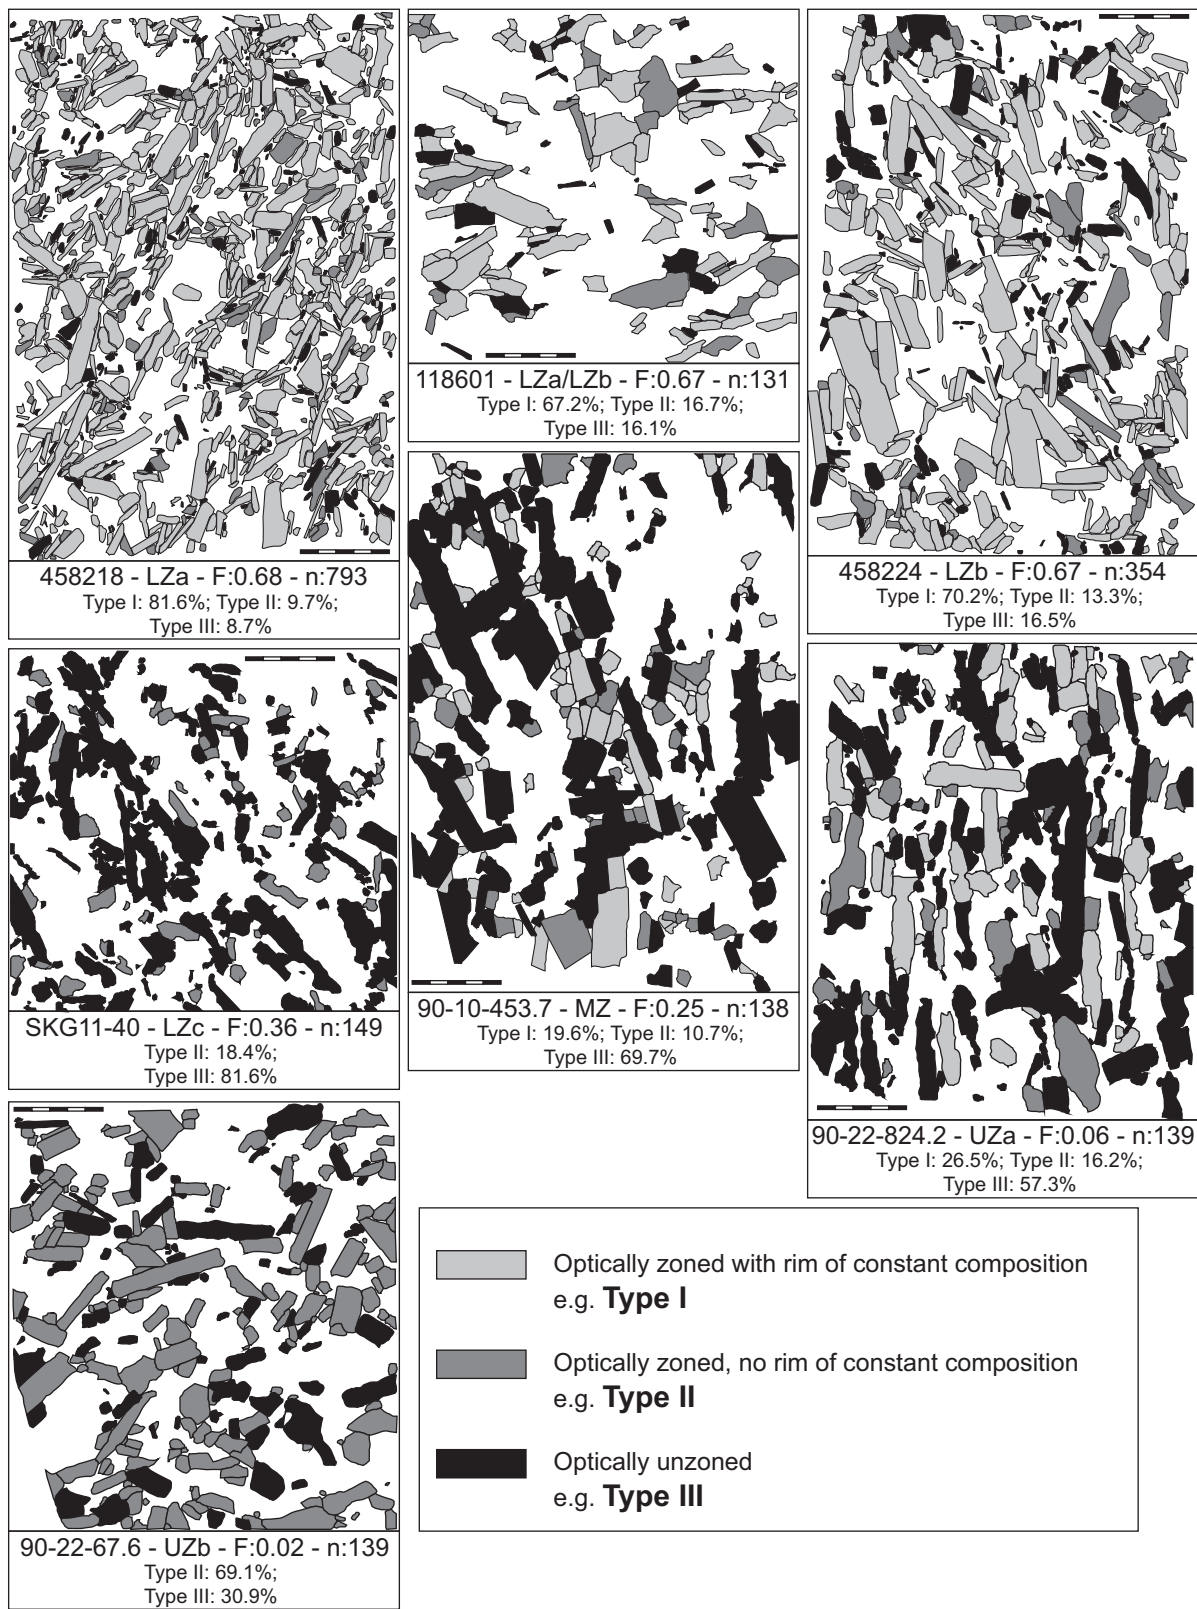 458218 - LZa - F:0.68 - n:793
Type I: 81.6%; Type II: 9.7%;
Type III: 8.7%
118601 - LZa/LZb - F:0.67 - n:131
Type I: 67.2%; Type II: 16.7%;
Type III: 16.1%
458224 - LZb - F:0.67 - n:354
Type I: 70.2%; Type II: 13.3%;
Type III: 16.5%
SKG11-40 - LZc - F:0.36 - n:149
Type II: 18.4%;
Type III: 81.6%
90-10-453.7 - MZ - F:0.25 - n:138
Type I: 19.6%; Type II: 10.7%;
Type III: 69.7%
90-22-824.2 - UZa - F:0.06 - n:139
Type I: 26.5%; Type II: 16.2%;
Type III: 57.3%
90-22-67.6 - UZb - F:0.02 - n:139
Type II: 69.1%;
Type III: 30.9%
Optically zoned with rim of constant composition
e.g. Type I
Optically zoned, no rim of constant composition
e.g. Type II
Optically unzoned
e.g. Type III